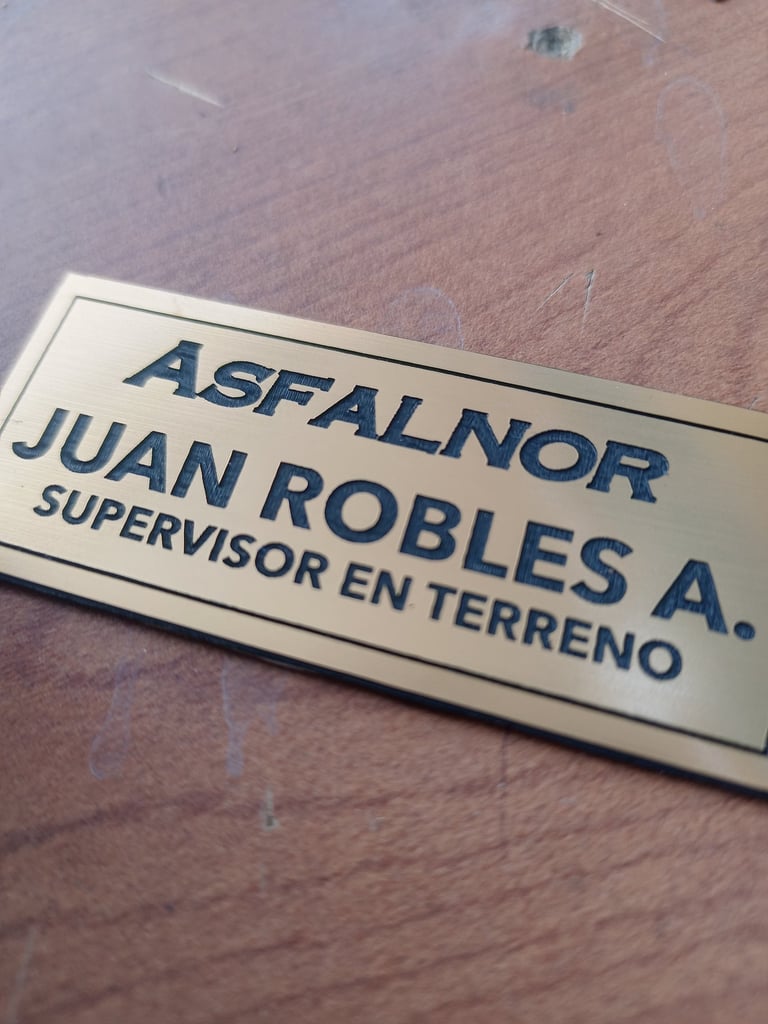 ASFALNOR
JUAN ROBLES A.
SUPERVISOR EN TERRENO